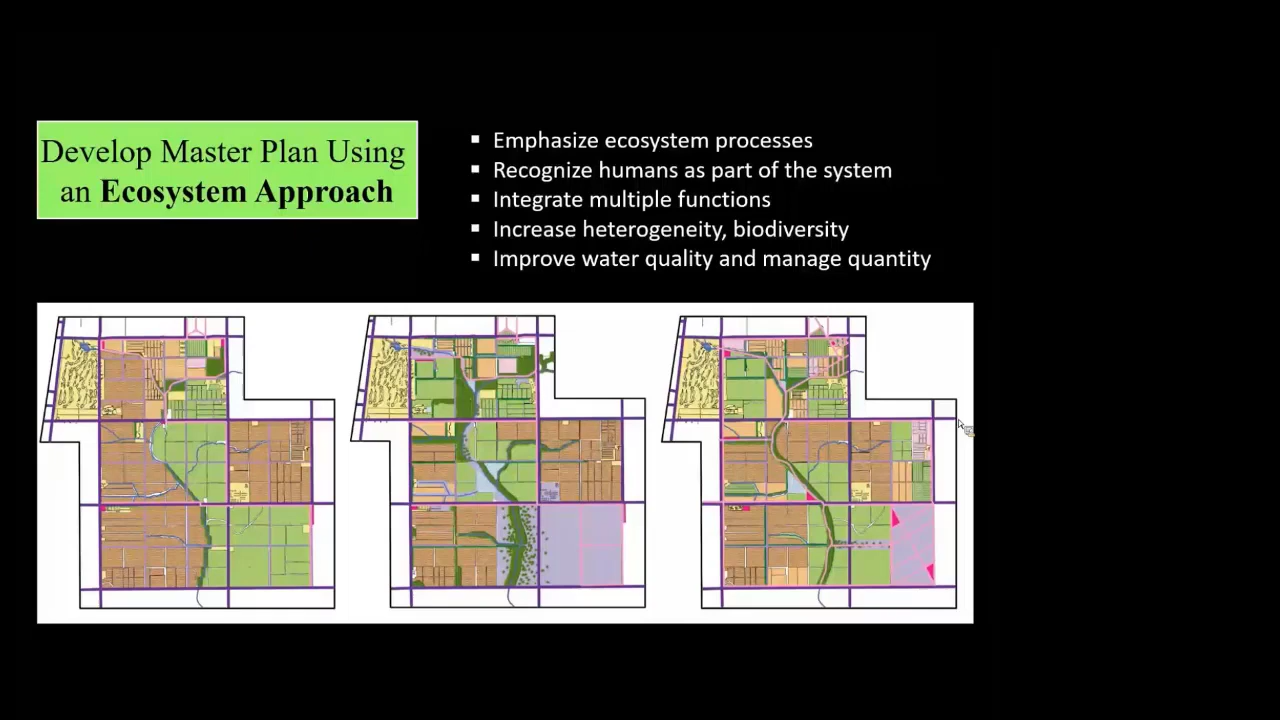 Develop Master Plan Using
an Ecosystem Approach
▪ Emphasize ecosystem processes
▪ Recognize humans as part of the system
▪ Integrate multiple functions
▪ Increase heterogeneity, biodiversity
▪ Improve water quality and manage quantity